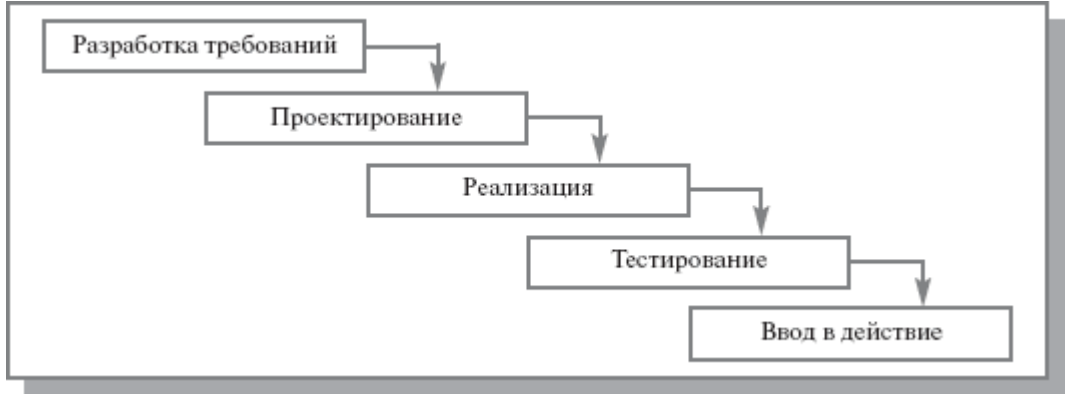 Разработка требований
Проектирование
Реализация
Тестирование
Ввод в действие